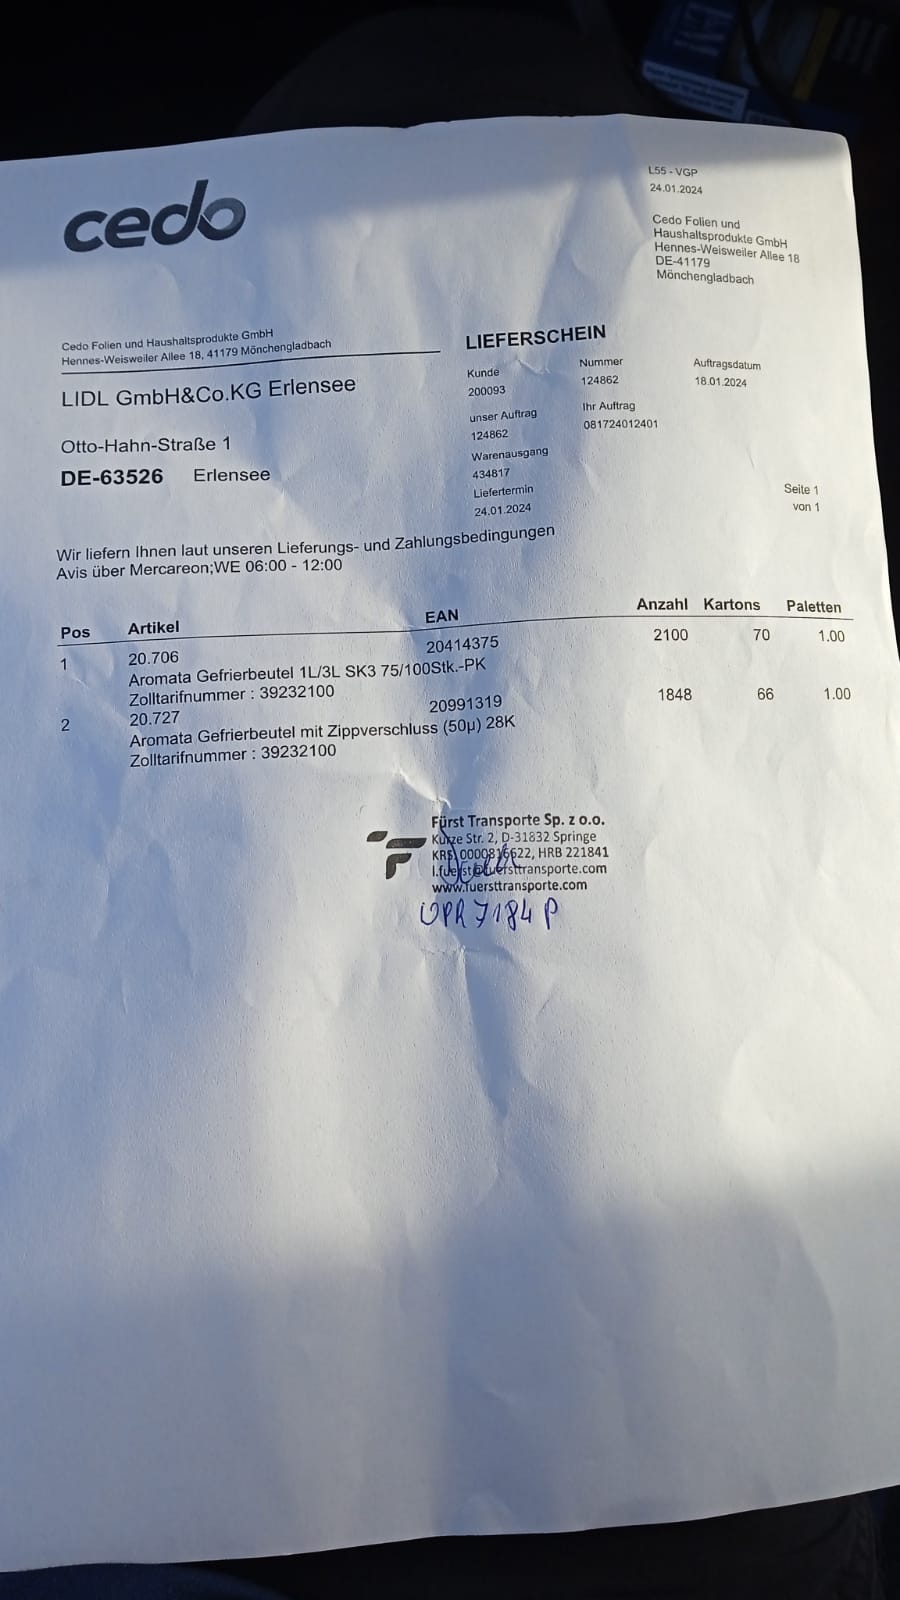 cedo
L55 - VGP
24.01.2024
Cedo Folien und
Haushaltsprodukte GmbH
Hennes-Weisweiler Allee 18
DE-41179
Mönchengladbach
Cedo Folien und Haushaltsprodukte GmbH
Hennes-Weisweiler Allee 18, 41179 Mönchengladbach
LIDL GmbH&Co.KG Erlensee
Otto-Hahn-Straße 1
DE-63526 Erlensee
LIEFERSCHEIN
Kunde Nummer Auftragsdatum
200093 124862 18.01.2024
unser Auftrag Ihr Auftrag
124862 081724012401
Warenausgang
434817
Liefertermin
24.01.2024
Seite 1
von 1
Wir liefern Ihnen laut unseren Lieferungs- und Zahlungsbedingungen
Avis über Mercareon;WE 06:00 - 12:00
Pos Artikel EAN Anzahl Kartons Paletten
1 20.706 20414375 2100 70 1.00
Aromata Gefrierbeutel 1L/3L SK3 75/100Stk.-PK
Zolltarifnummer : 39232100
2 20.727 20991319 1848 66 1.00
Aromata Gefrierbeutel mit Zippverschluss (50µ) 28K
Zolltarifnummer : 39232100
Fürst Transporte Sp. z o.o.
Kurze Str. 2, D-31832 Springe
KRS 0000816622, HRB 221841
l.fuerst@fuersttransporte.com
www.fuersttransporte.com
OPR 7184 P